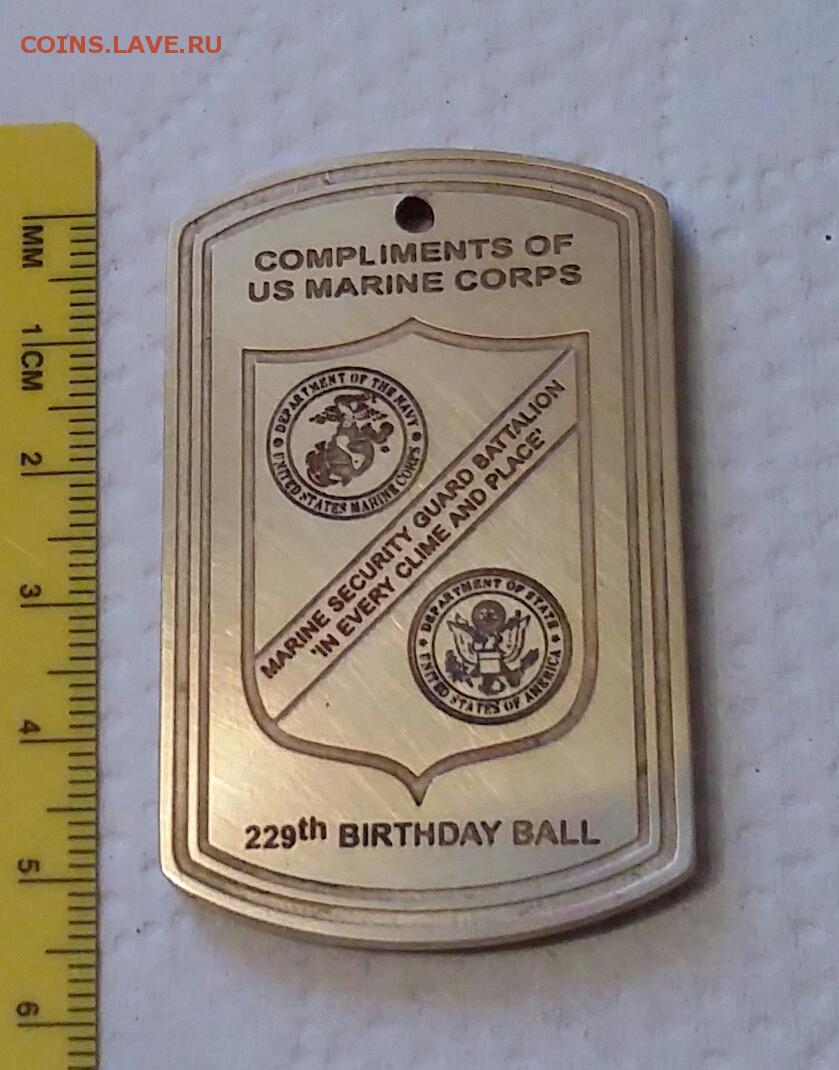 COINS.LAVE.RU
MM
1 CM
2
3
4
5
6
COMPLIMENTS OF
US MARINE CORPS
DEPARTMENT OF THE NAVY
UNITED STATES MARINE CORPS
MARINE SECURITY GUARD BATTALION
'IN EVERY CLIME AND PLACE'
DEPARTMENT OF STATE
UNITED STATES OF AMERICA
229th BIRTHDAY BALL